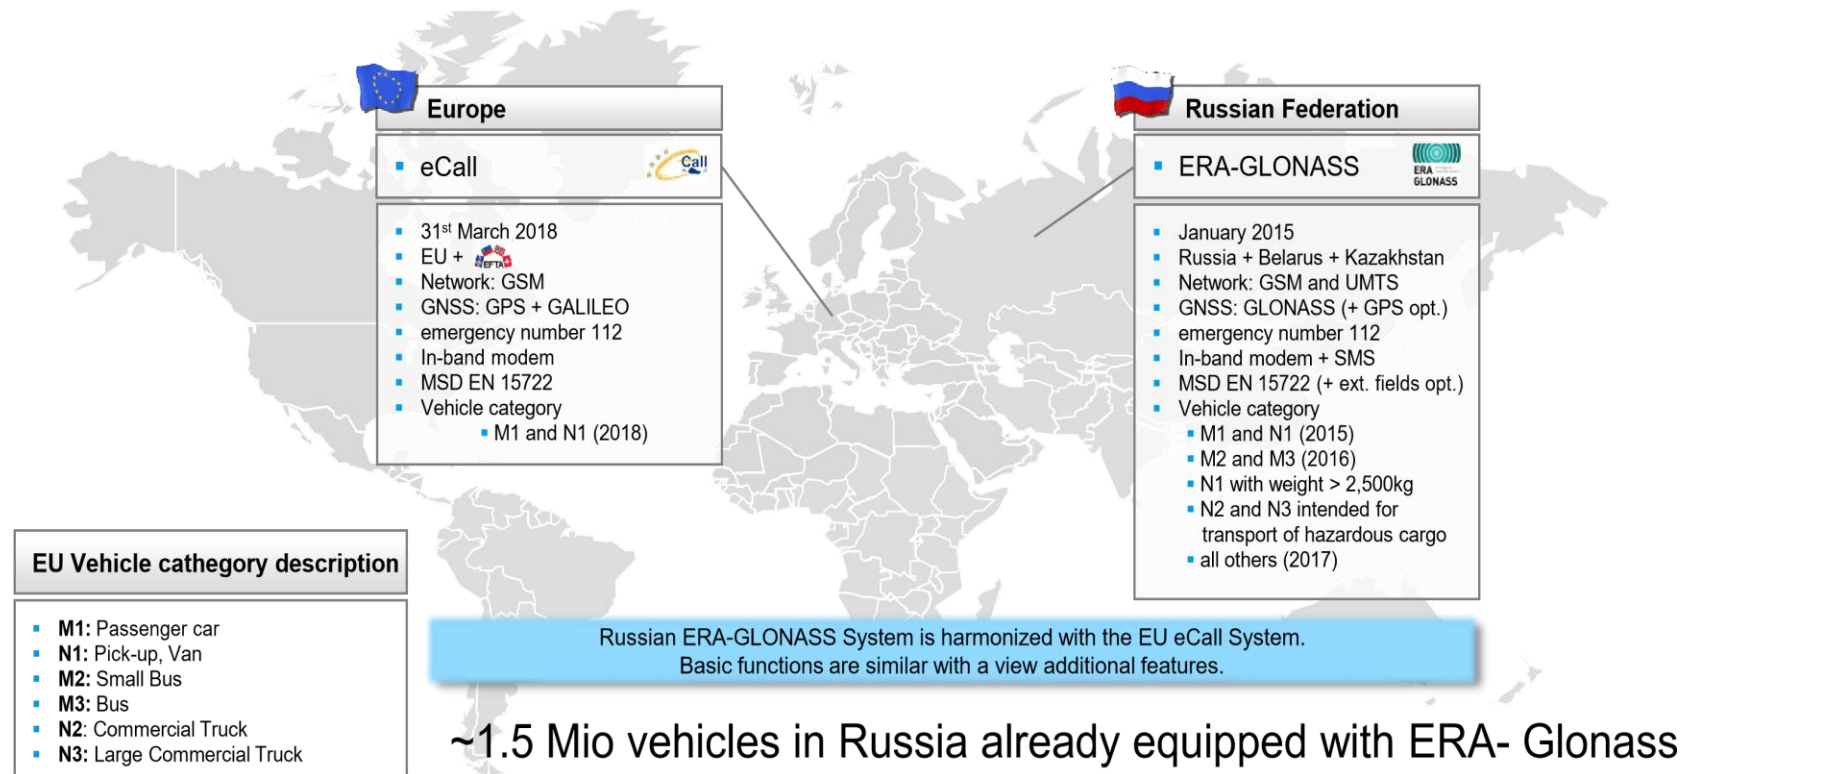 Europe
eCall
Call
31st March 2018
EU + EFTA
Network: GSM
GNSS: GPS + GALILEO
emergency number 112
In-band modem
MSD EN 15722
Vehicle category
M1 and N1 (2018)
Russian Federation
ERA-GLONASS
ERA
GLONASS
January 2015
Russia + Belarus + Kazakhstan
Network: GSM and UMTS
GNSS: GLONASS (+ GPS opt.)
emergency number 112
In-band modem + SMS
MSD EN 15722 (+ ext. fields opt.)
Vehicle category
M1 and N1 (2015)
M2 and M3 (2016)
N1 with weight > 2,500kg
N2 and N3 intended for
transport of hazardous cargo
all others (2017)
EU Vehicle cathegory description
M1: Passenger car
N1: Pick-up, Van
M2: Small Bus
M3: Bus
N2: Commercial Truck
N3: Large Commercial Truck
Russian ERA-GLONASS System is harmonized with the EU eCall System.
Basic functions are similar with a view additional features.
~1.5 Mio vehicles in Russia already equipped with ERA- Glonass